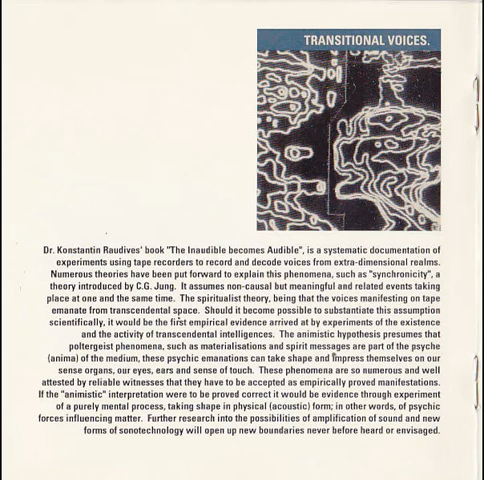 TRANSITIONAL VOICES.
Dr. Konstantin Raudives' book "The Inaudible becomes Audible", is a systematic documentation of
experiments using tape recorders to record and decode voices from extra-dimensional realms.
Numerous theories have been put forward to explain this phenomena, such as "synchronicity", a
theory introduced by C.G. Jung. It assumes non-causal but meaningful and related events taking
place at one and the same time. The spiritualist theory, being that the voices manifesting on tape
emanate from transcendental space. Should it become possible to substantiate this assumption
scientifically, it would be the first empirical evidence arrived at by experiments of the existence
and the activity of transcendental intelligences. The animistic hypothesis presumes that
poltergeist phenomena, such as materialisations and spirit messages are part of the psyche
(anima) of the medium, these psychic emanations can take shape and impress themselves on our
sense organs, our eyes, ears and sense of touch. These phenomena are so numerous and well
attested by reliable witnesses that they have to be accepted as empirically proved manifestations.
If the "animistic" interpretation were to be proved correct it would be evidence through experiment
of a purely mental process, taking shape in physical (acoustic) form; in other words, of psychic
forces influencing matter. Further research into the possibilities of amplification of sound and new
forms of sonotechnology will open up new boundaries never before heard or envisaged.